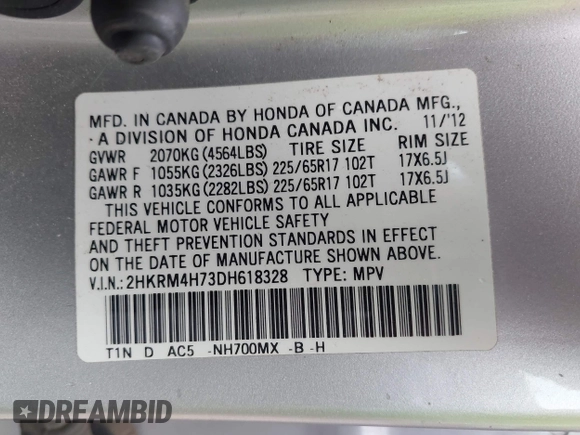 MFD. IN CANADA BY HONDA OF CANADA MFG.,
- A DIVISION OF HONDA CANADA INC. 11/'12
GVWR 2070KG (4564LBS) TIRE SIZE RIM SIZE
GAWR F 1055KG (2326LBS) 225/65R17 102T 17X6.5J
GAWR R 1035KG (2282LBS) 225/65R17 102T 17X6.5J
THIS VEHICLE CONFORMS TO ALL APPLICABLE
FEDERAL MOTOR VEHICLE SAFETY
AND THEFT PREVENTION STANDARDS IN EFFECT
ON THE DATE OF MANUFACTURE SHOWN ABOVE.
V.I.N.: 2HKRM4H73DH618328 TYPE: MPV
T1N D AC5 -NH700MX -B -H
DREAMBID